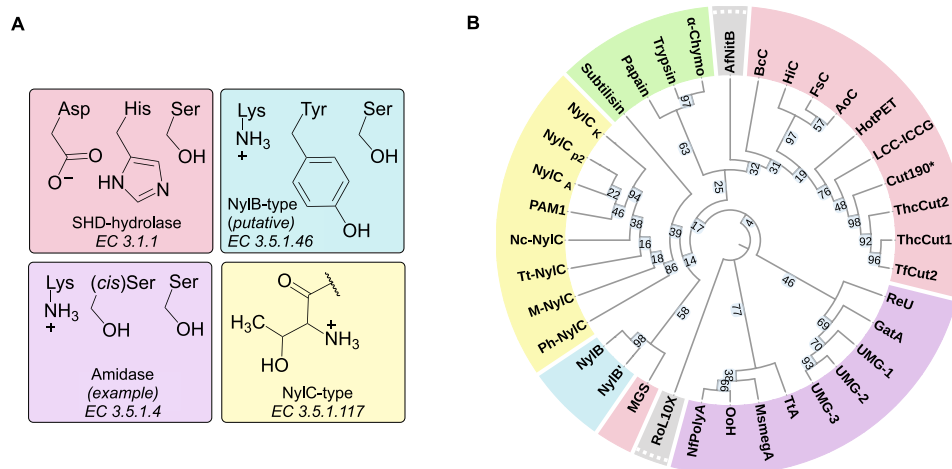 A
Asp His Ser
O
O-
HN
N
OH
SHD-hydrolase
EC 3.1.1
Lys Tyr Ser
NH3
+
OH
OH
NylB-type
(putative)
EC 3.5.1.46
Lys (cis)Ser Ser
NH3
+
OH
OH
Amidase
(example)
EC 3.5.1.4
O
H3C
+
NH3
HO
NylC-type
EC 3.5.1.117
B
Subtilisin
Papain
Trypsin
α-Chymo
AfNitB
BcC
HiC
FsC
AoC
HotPET
LCC-ICCG
Cut190*
ThcCut2
ThcCut1
TfCut2
ReU
GatA
UMG-1
UMG-2
UMG-3
TtA
MsmegA
HoO
NfPolyA
RoL10X
MGS
NylB'
NylB
Ph-NylC
M-NylC
Tt-NylC
Nc-NylC
PAM1
NylC A
NylC p2
NylC K
97
63
25
32
31
97
57
19
76
48
98
92
96
4
17
39
14
94
22
46
38
16
18
86
58
98
77
46
69
70
93